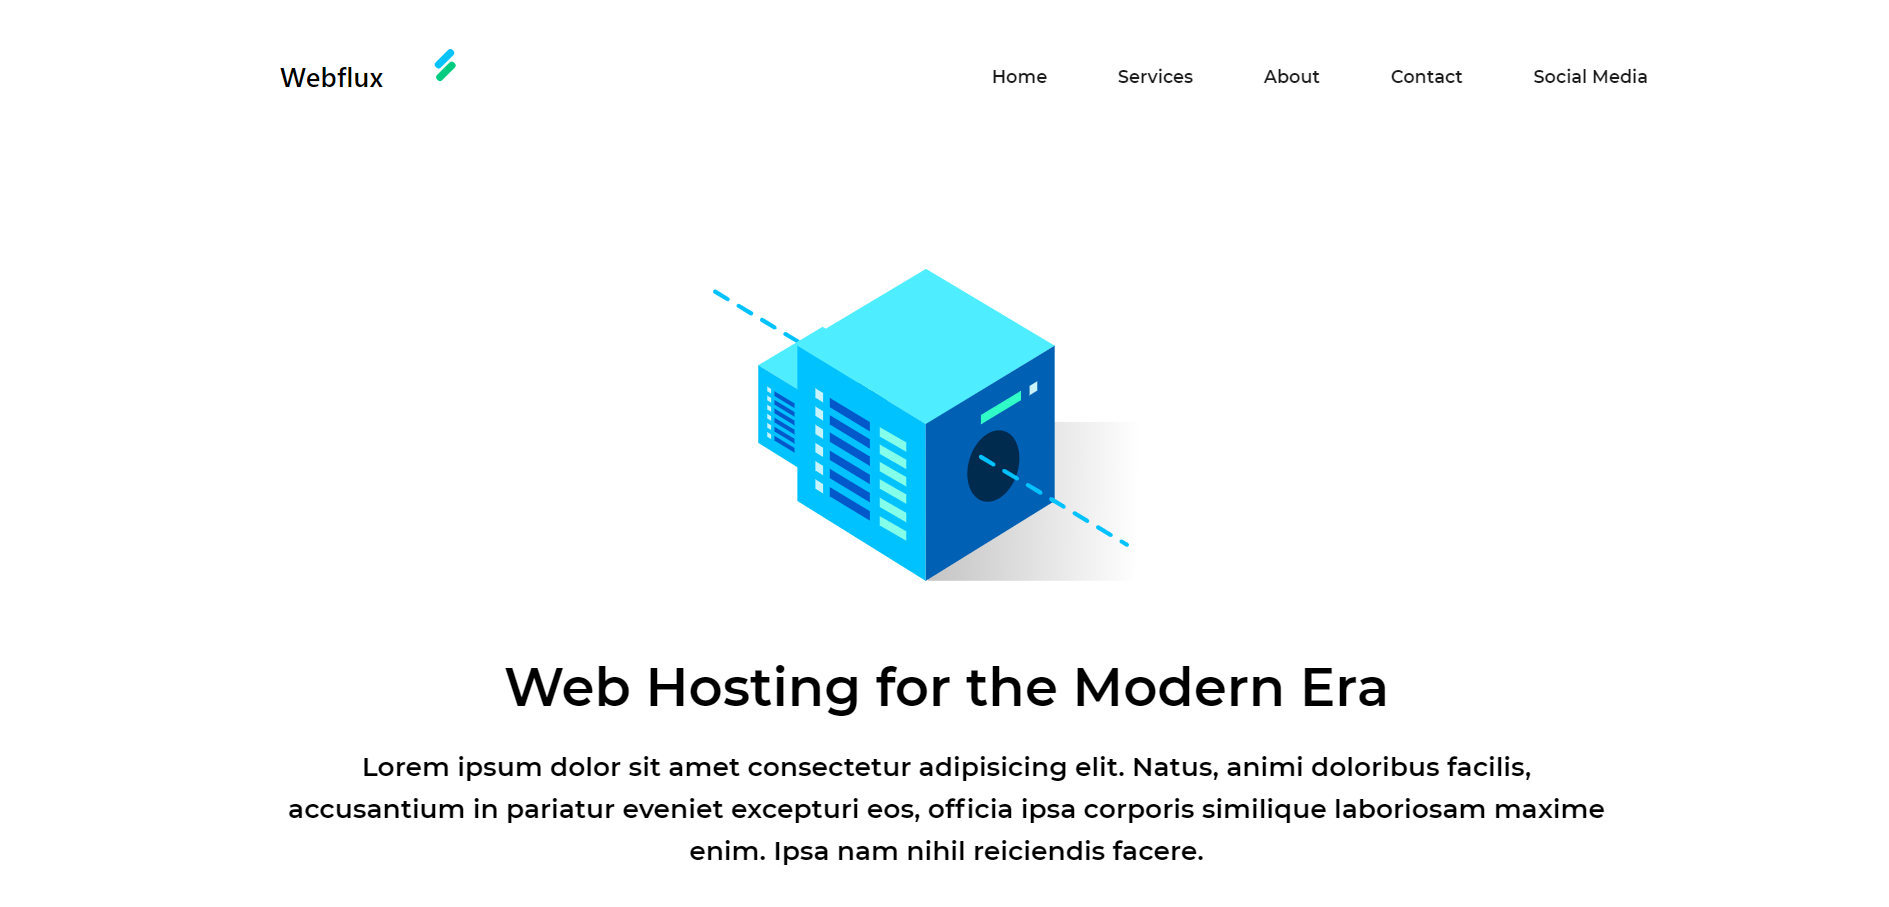 Webflux
Home Services About Contact Social Media
Web Hosting for the Modern Era
Lorem ipsum dolor sit amet consectetur adipisicing elit. Natus, animi doloribus facilis,
accusantium in pariatur eveniet excepturi eos, officia ipsa corporis similique laboriosam maxime
enim. Ipsa nam nihil reiciendis facere.